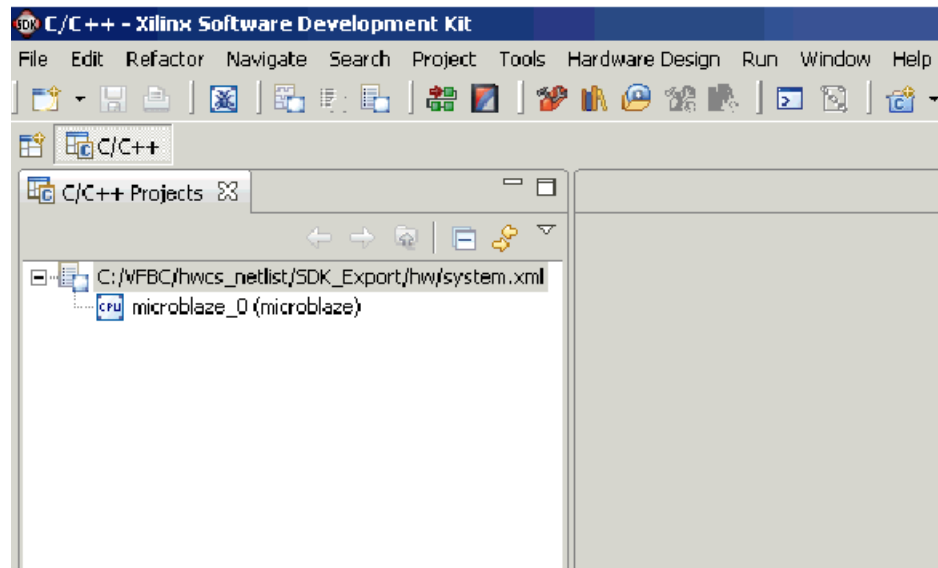 SDK C/C++ - Xilinx Software Development Kit
File Edit Refactor Navigate Search Project Tools Hardware Design Run Window Help
C/C++
C/C++ Projects
C:/VFBC/hwcs_netlist/SDK_Export/hw/system.xml
CPU microblaze_0 (microblaze)